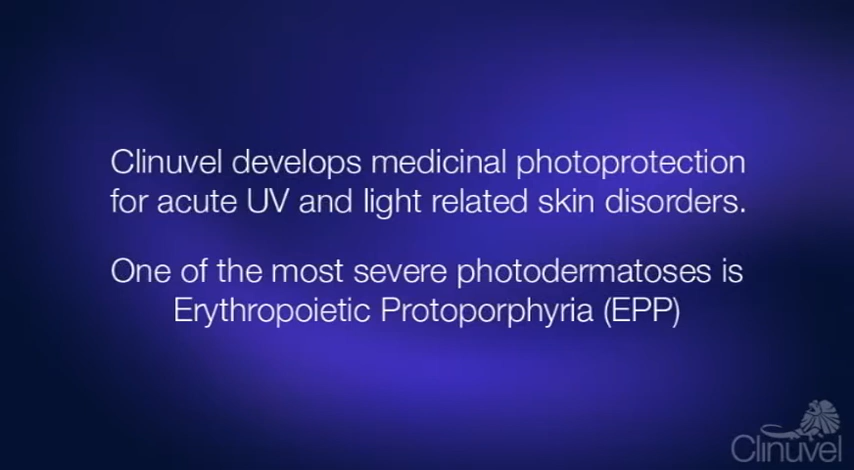 Clinuvel develops medicinal photoprotection
for acute UV and light related skin disorders.
One of the most severe photodermatoses is
Erythropoietic Protoporphyria (EPP)
Clinuvel